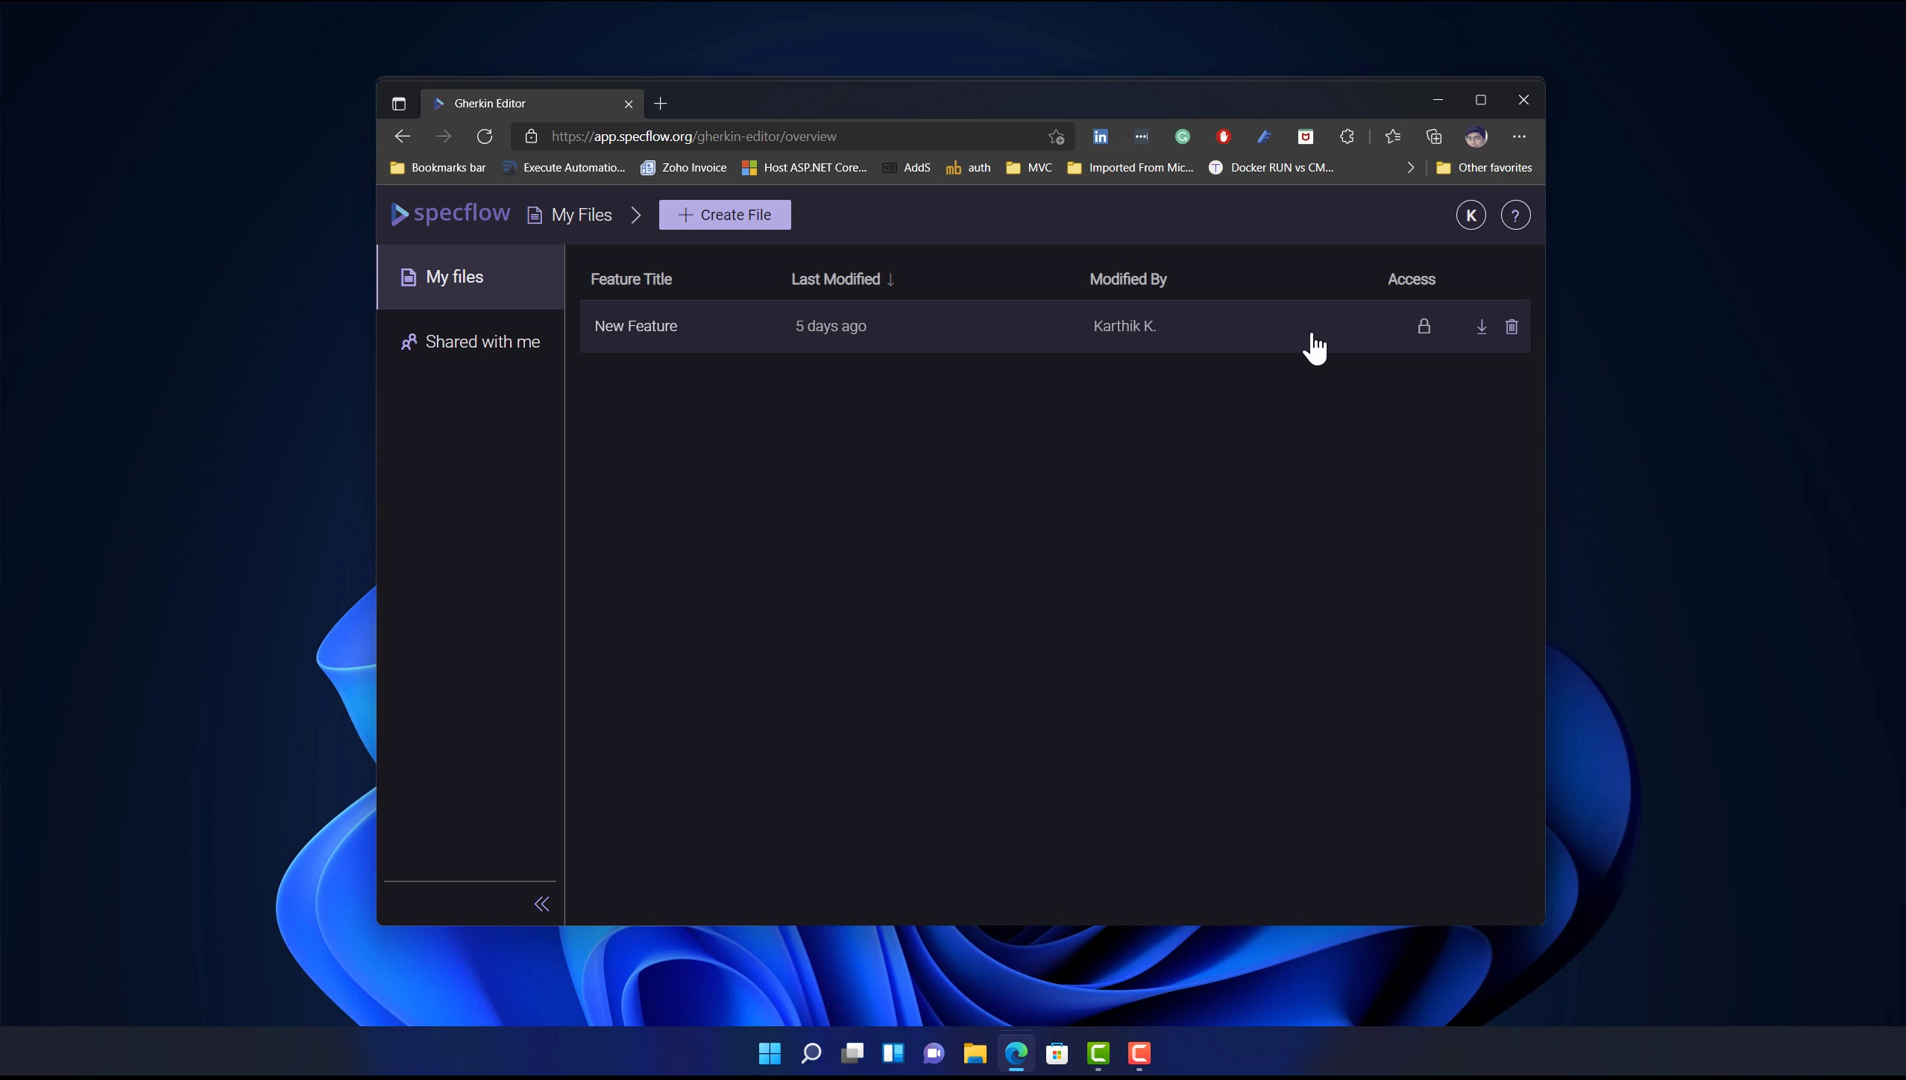 Gherkin Editor
https://app.specflow.org/gherkin-editor/overview
Bookmarks bar Execute Automatio... Zoho Invoice Host ASP.NET Core... AddS mb auth MVC Imported From Mic... T Docker RUN vs CM... Other favorites
specflow My Files + Create File K ?
My files
Shared with me
Feature Title Last Modified ↓ Modified By Access
New Feature 5 days ago Karthik K.